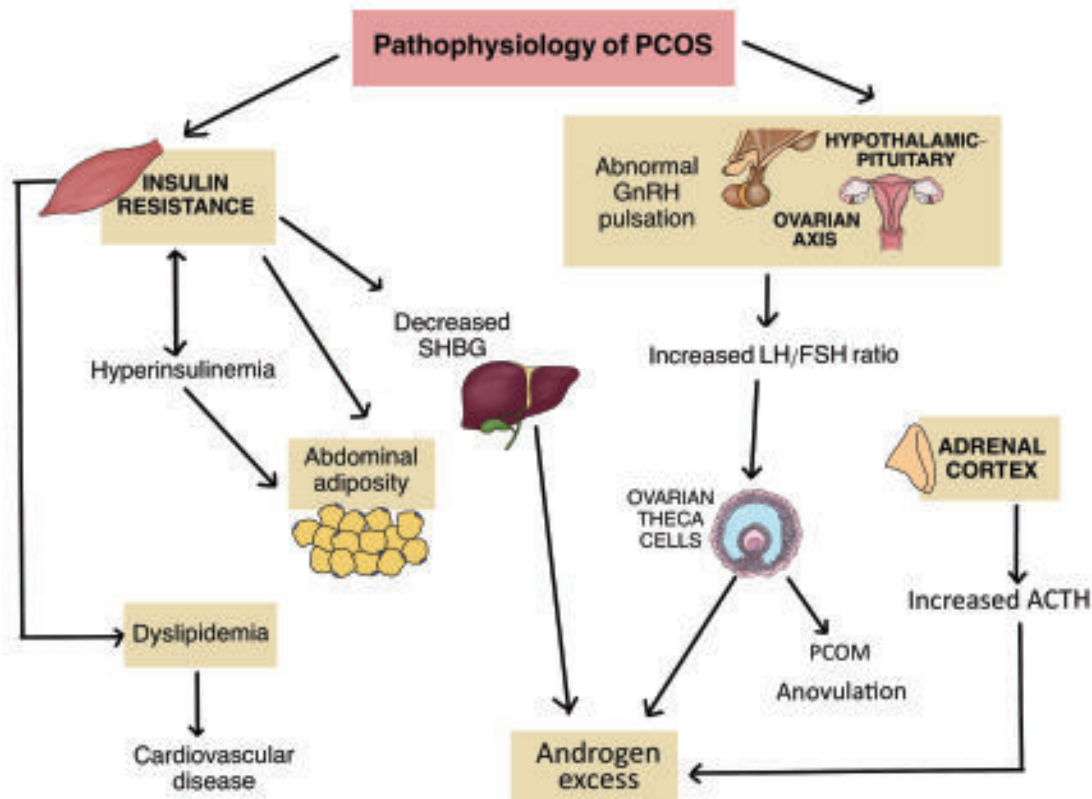 Pathophysiology of PCOS
INSULIN
RESISTANCE
Abnormal
GnRH
pulsation
HYPOTHALAMIC-
PITUITARY
OVARIAN
AXIS
Hyperinsulinemia
Decreased
SHBG
Increased LH/FSH ratio
Abdominal
adiposity
OVARIAN
THECA
CELLS
ADRENAL
CORTEX
Increased ACTH
Dyslipidemia
PCOM
Anovulation
Cardiovascular
disease
Androgen
excess